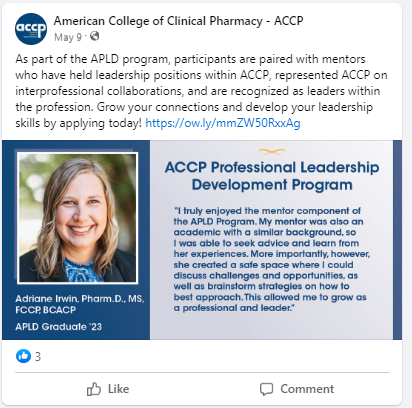 accp
American College of Clinical Pharmacy - ACCP
May 9 ·
As part of the APLD program, participants are paired with mentors
who have held leadership positions within ACCP, represented ACCP on
interprofessional collaborations, and are recognized as leaders within
the profession. Grow your connections and develop your leadership
skills by applying today! https://ow.ly/mmZW50RxxAg
ACCP Professional Leadership
Development Program
"I truly enjoyed the mentor component of
the APLD Program. My mentor was also an
academic with a similar background, so
I was able to seek advice and learn from
her experiences. More importantly, however,
she created a safe space where I could
discuss challenges and opportunities, as
well as brainstorm strategies on how to
best approach. This allowed me to grow as
a professional and leader."
Adriane Irwin, Pharm.D., MS,
FCCP, BCACP
APLD Graduate '23
3
Like
Comment